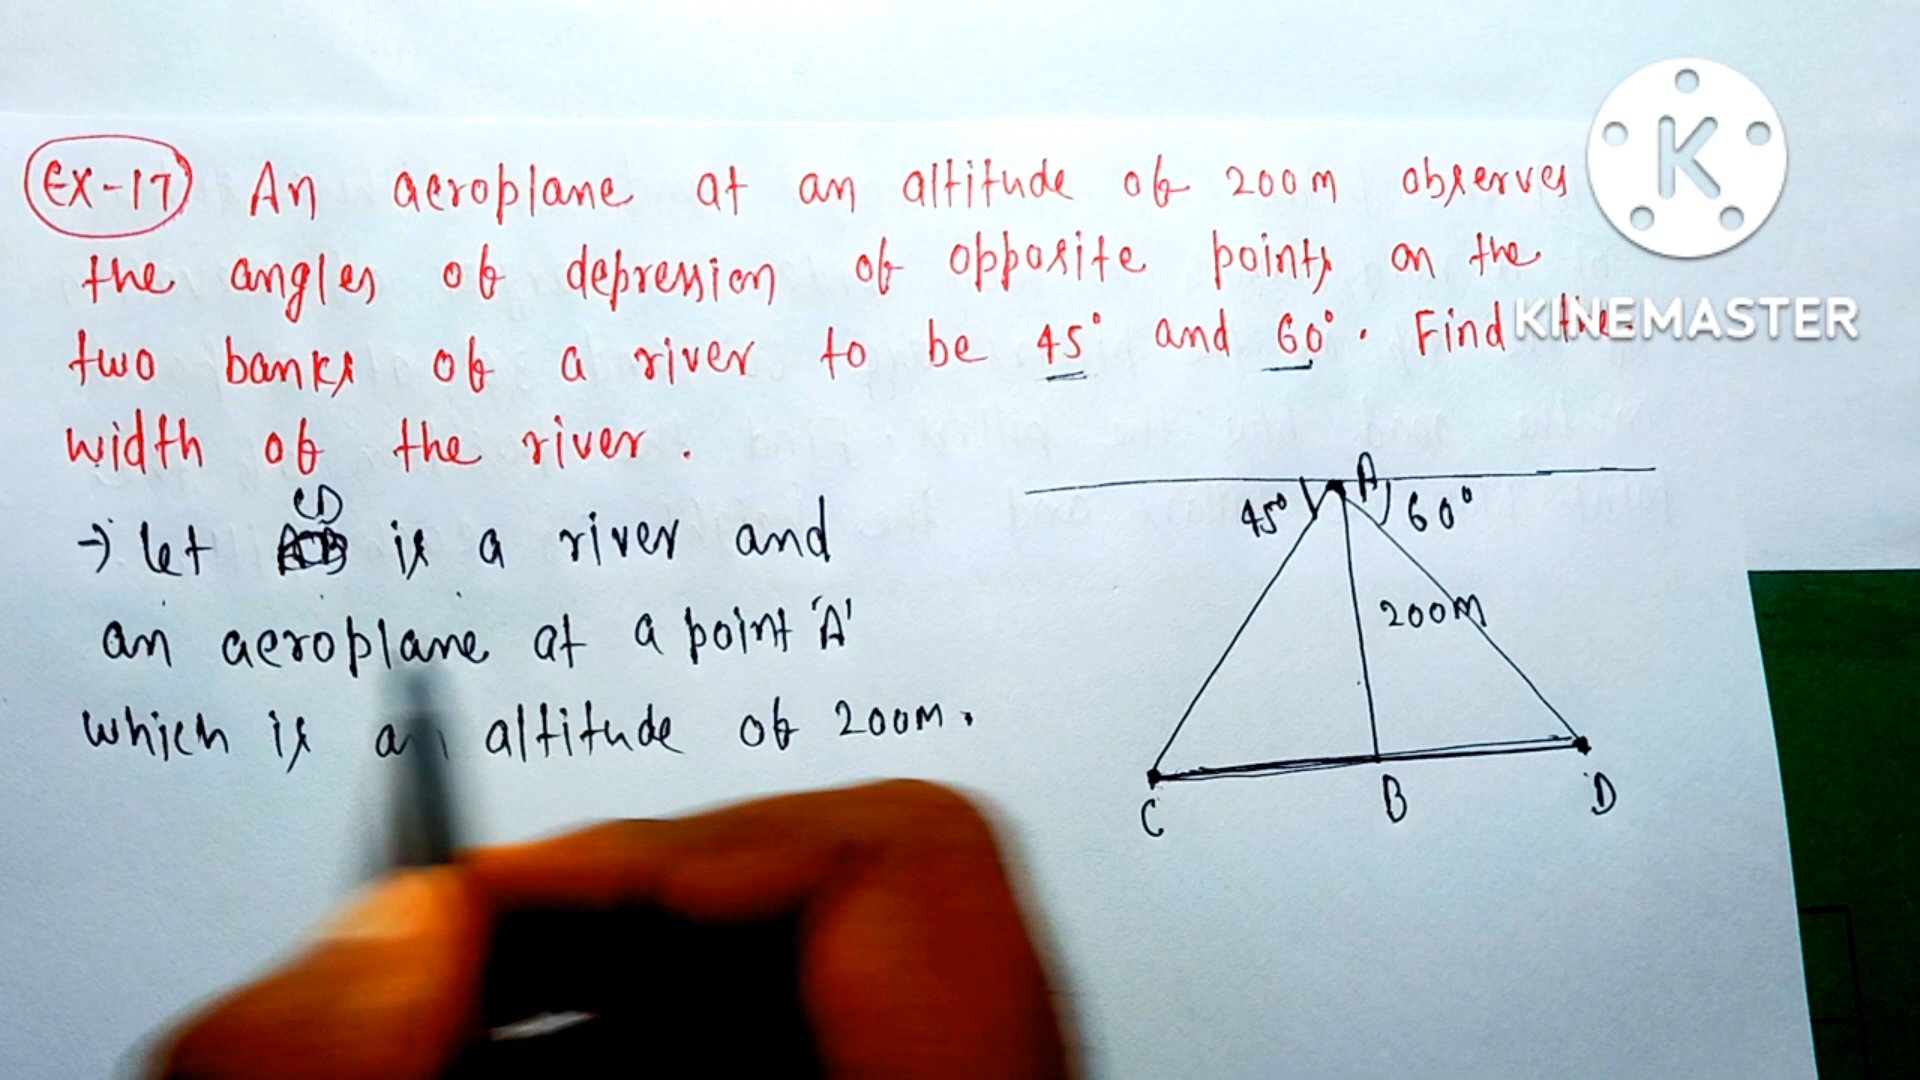 Ex-17) An aeroplane at an altitude of 200m observes
the angles of depression of opposite points on the
two banks of a river to be 45° and 60°. Find the
width of the river.
CD
→ Let is a river and
an aeroplane at a point 'A'
which is an altitude of 200m.
A
45° 60°
200M
C B D
K
KINEMASTER